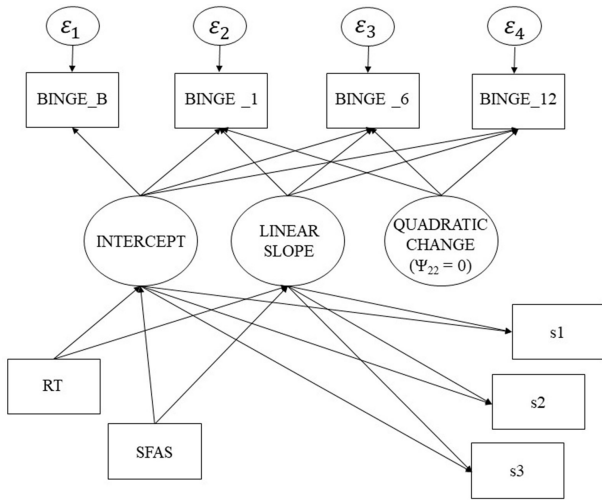 ε1 ε2 ε3 ε4
BINGE_B BINGE _1 BINGE _6 BINGE_12
INTERCEPT
LINEAR
SLOPE
QUADRATIC
CHANGE
(Ψ22 = 0)
s1
RT
s2
SFAS
s3